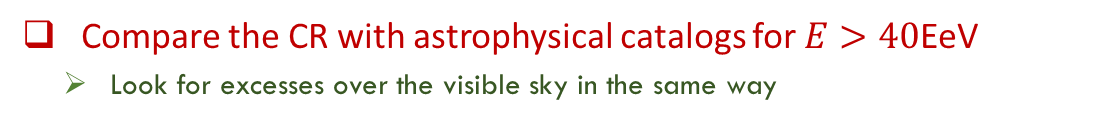 ❑ Compare the CR with astrophysical catalogs for E > 40EeV
➢ Look for excesses over the visible sky in the same way